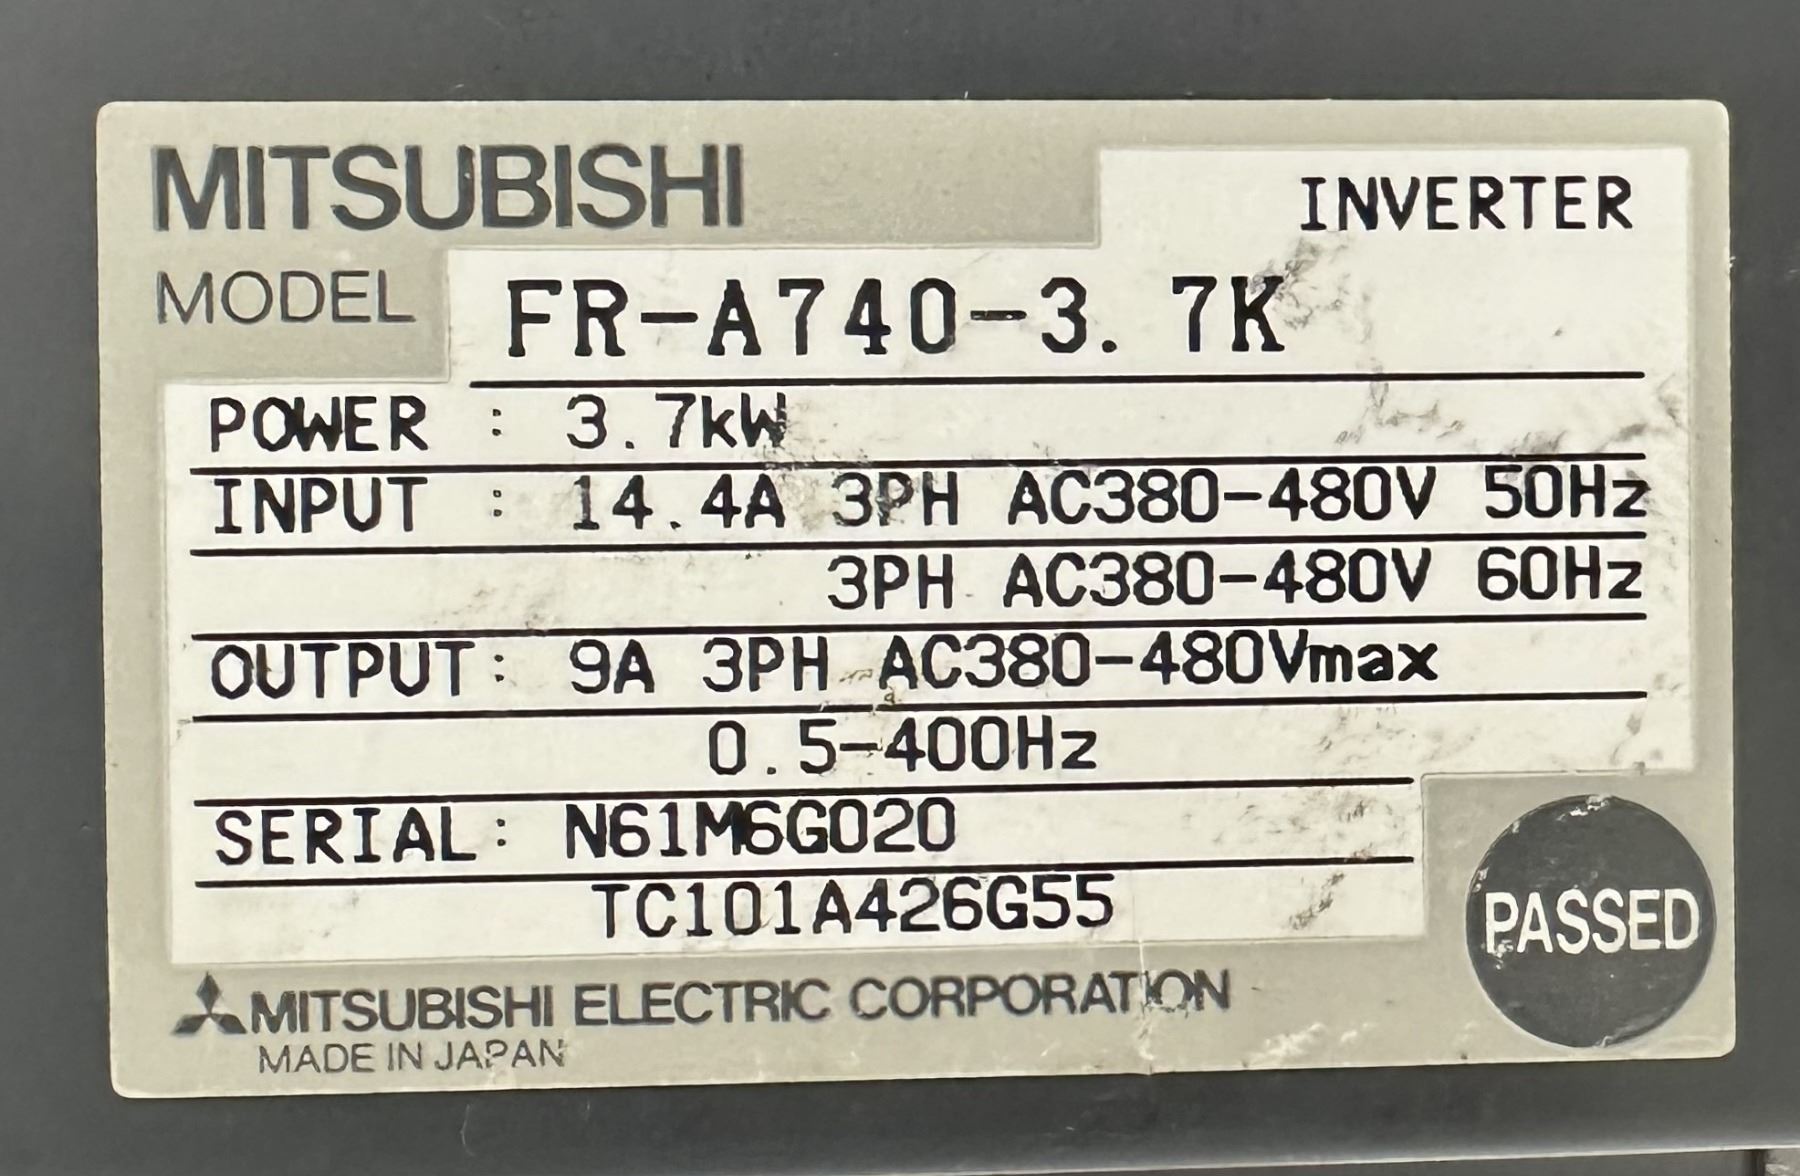 MITSUBISHI
INVERTER
MODEL FR-A740-3.7K
POWER : 3.7kW
INPUT : 14.4A 3PH AC380-480V 50Hz
3PH AC380-480V 60Hz
OUTPUT: 9A 3PH AC380-480Vmax
0.5-400Hz
SERIAL: N61M6G020
TC101A426G55
PASSED
MITSUBISHI ELECTRIC CORPORATION
MADE IN JAPAN